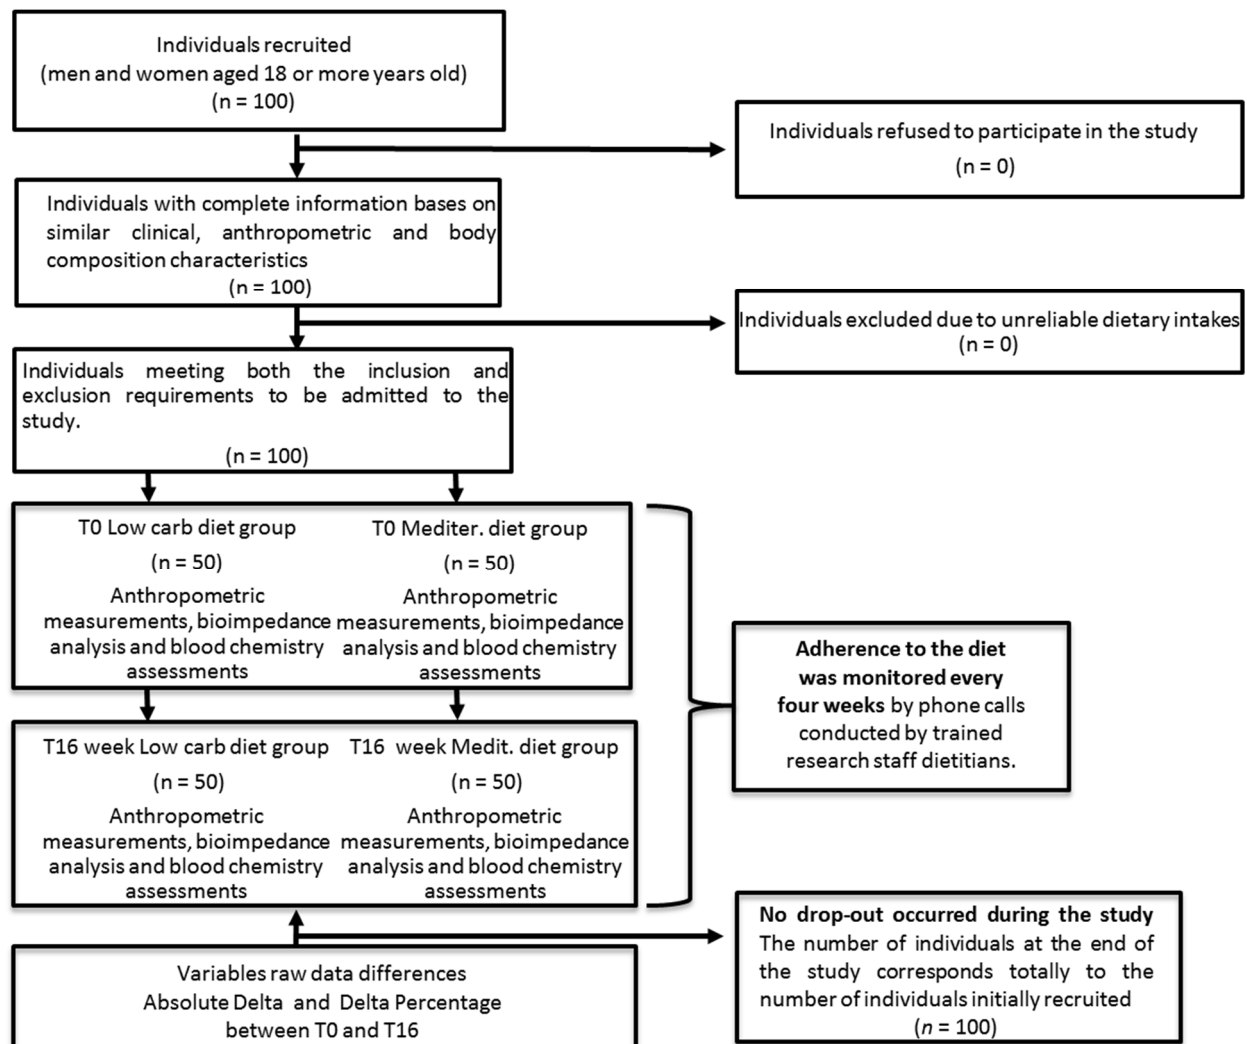 Individuals recruited
(men and women aged 18 or more years old)
(n = 100)
Individuals refused to participate in the study
(n = 0)
Individuals with complete information bases on
similar clinical, anthropometric and body
composition characteristics
(n = 100)
Individuals excluded due to unreliable dietary intakes
(n = 0)
Individuals meeting both the inclusion and
exclusion requirements to be admitted to the
study.
(n = 100)
T0 Low carb diet group
(n = 50)
Anthropometric
measurements, bioimpedance
analysis and blood chemistry
assessments
T0 Mediter. diet group
(n = 50)
Anthropometric
measurements, bioimpedance
analysis and blood chemistry
assessments
Adherence to the diet
was monitored every
four weeks by phone calls
conducted by trained
research staff dietitians.
T16 week Low carb diet group
(n = 50)
Anthropometric
measurements, bioimpedance
analysis and blood chemistry
assessments
T16 week Medit. diet group
(n = 50)
Anthropometric
measurements, bioimpedance
analysis and blood chemistry
assessments
No drop-out occurred during the study
The number of individuals at the end of
the study corresponds totally to the
number of individuals initially recruited
(n = 100)
Variables raw data differences
Absolute Delta and Delta Percentage
between T0 and T16